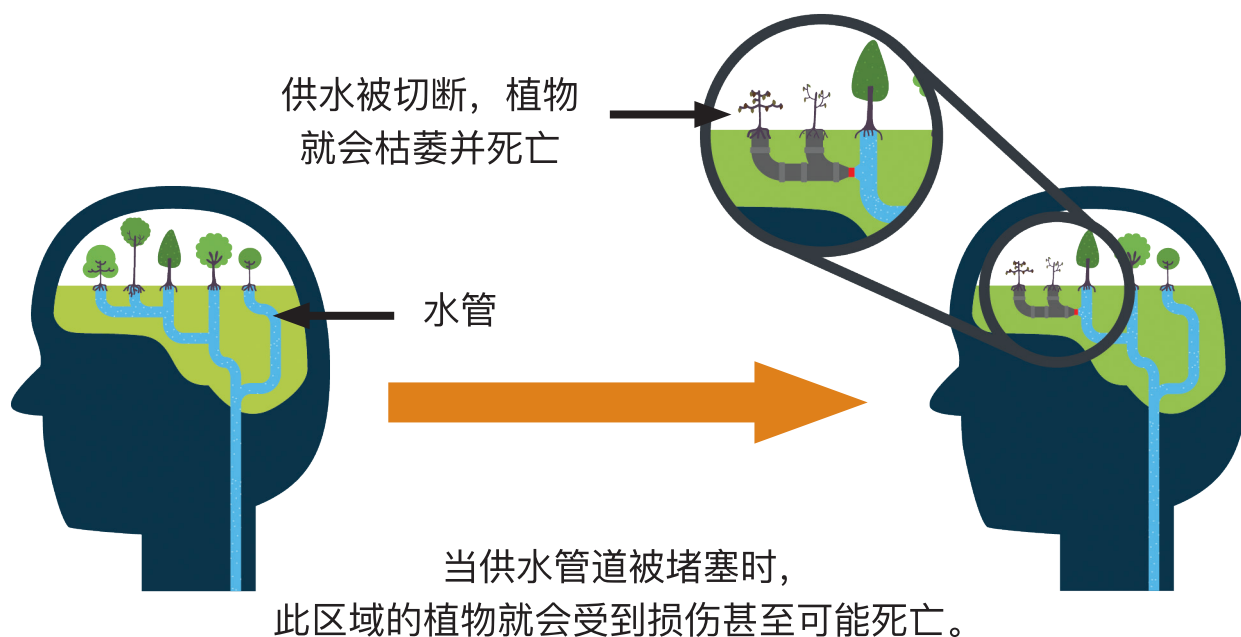 供水被切断，植物
就会枯萎并死亡
水管
当供水管道被堵塞时，
此区域的植物就会受到损伤甚至可能死亡。